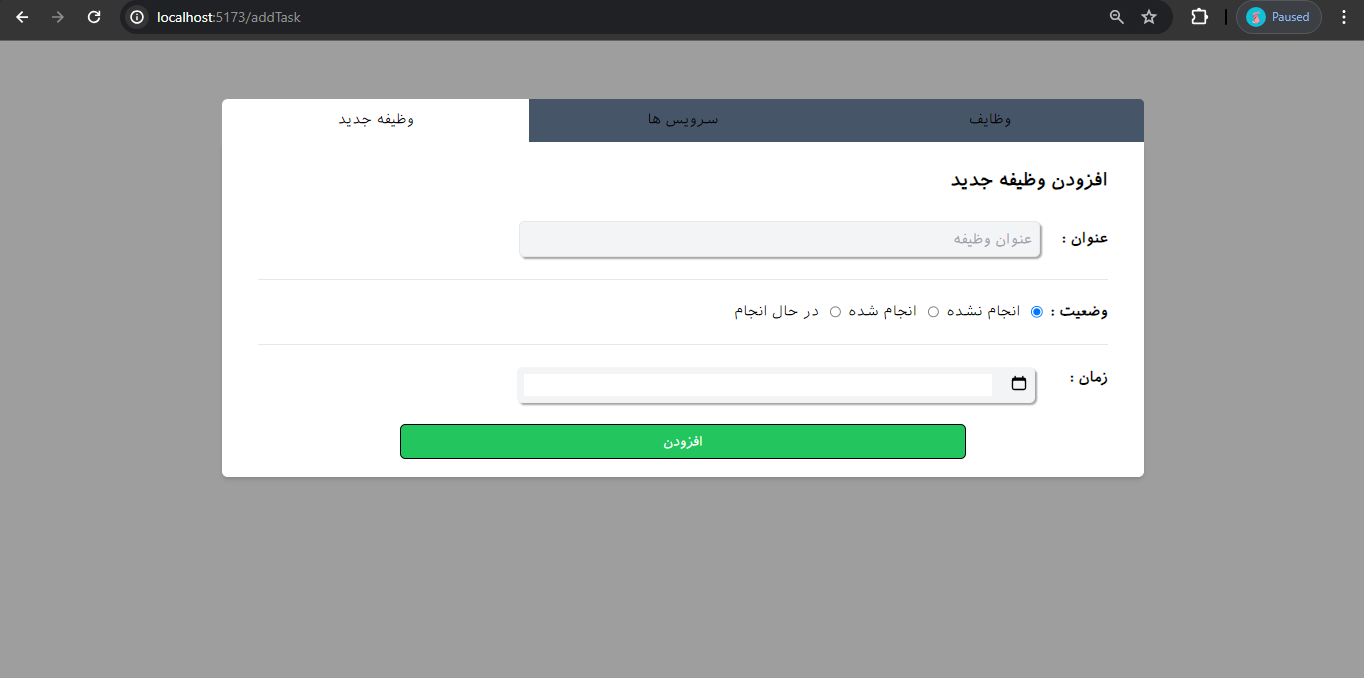 localhost:5173/addTask
Paused
وظایف
سرویس ها
وظیفه جدید
افزودن وظیفه جدید
عنوان :
عنوان وظیفه
وضعیت : انجام نشده انجام شده در حال انجام
زمان :
افزودن